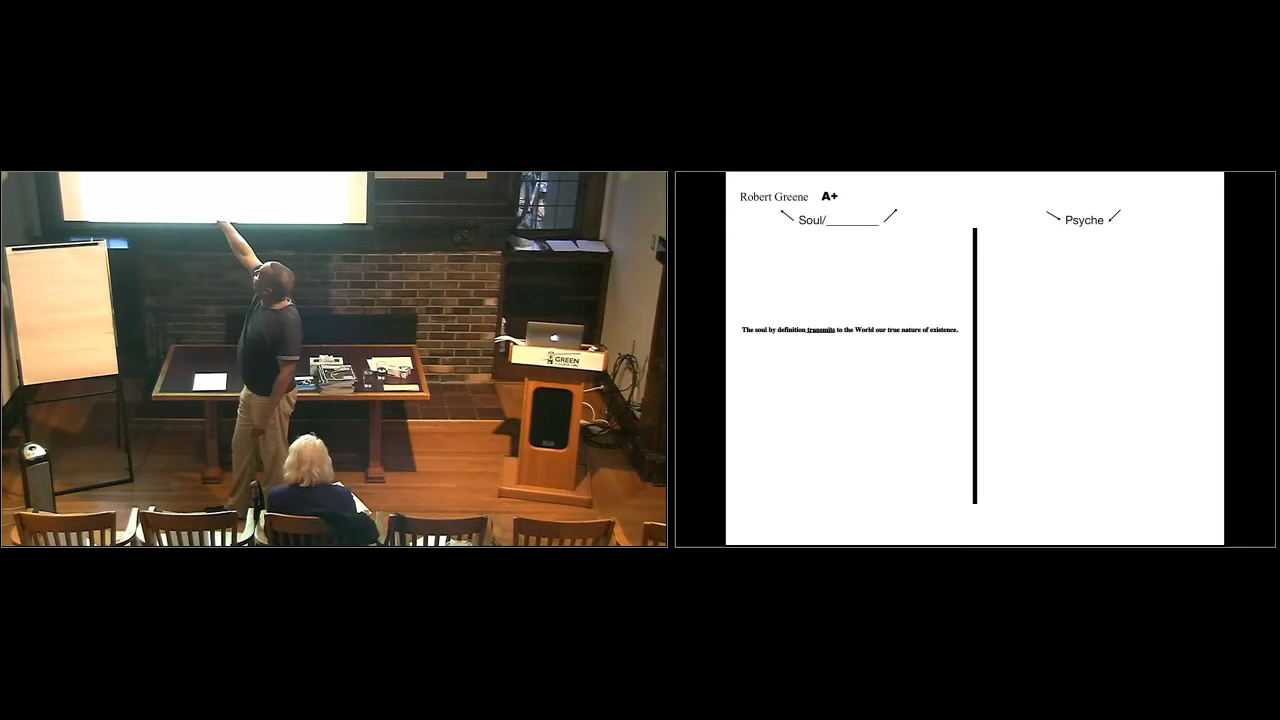 Robert Greene A+
Soul/________
Psyche
The soul by definition transmits to the World our true nature of existence.
GREEN